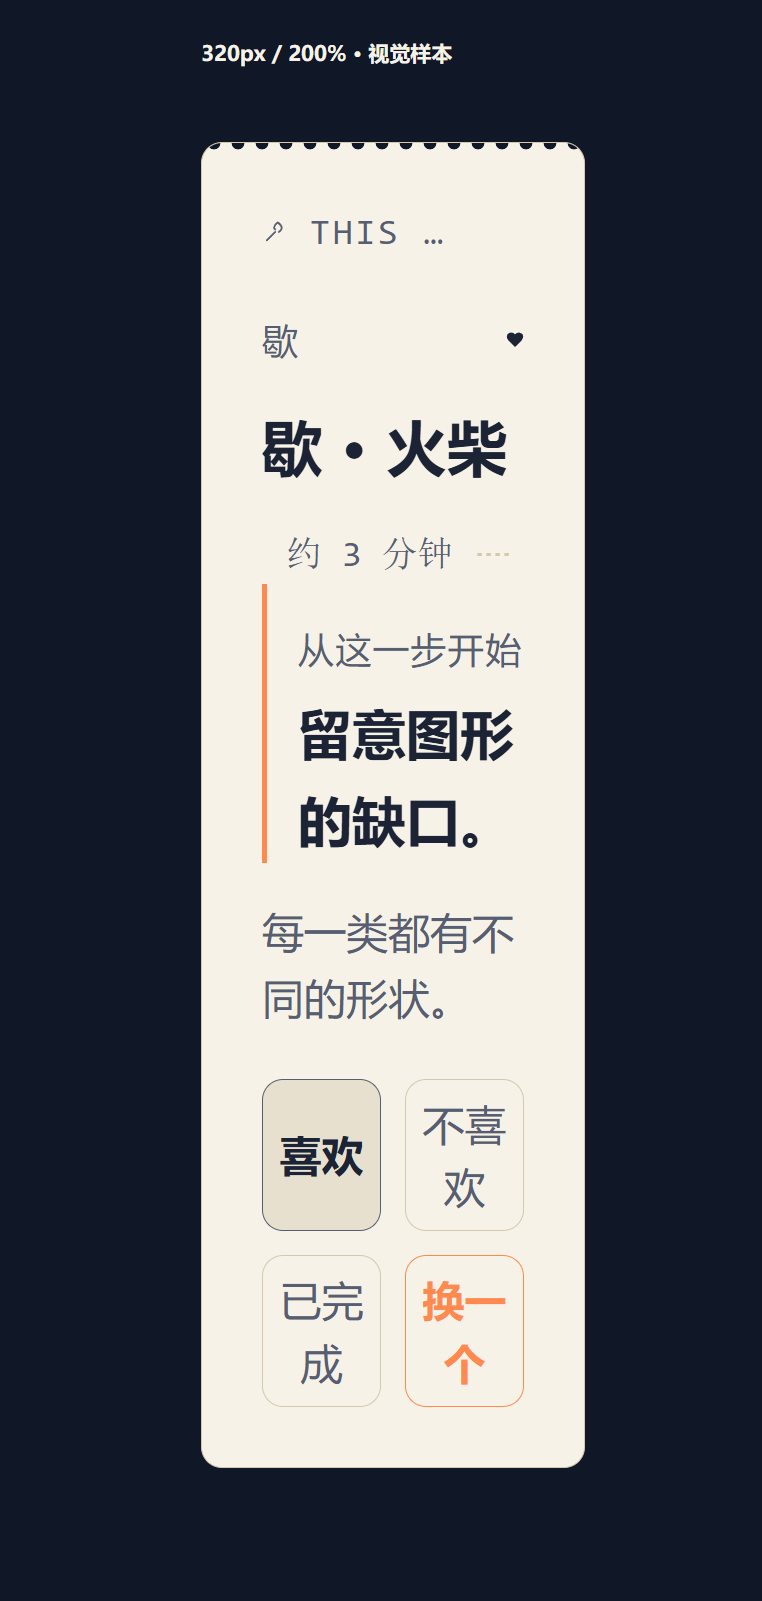 320px / 200% • 视觉样本
THIS …
歇
歇・火柴
约 3 分钟
从这一步开始
留意图形
的缺口。
每一类都有不
同的形状。
喜欢
不喜
欢
已完
成
换一
个